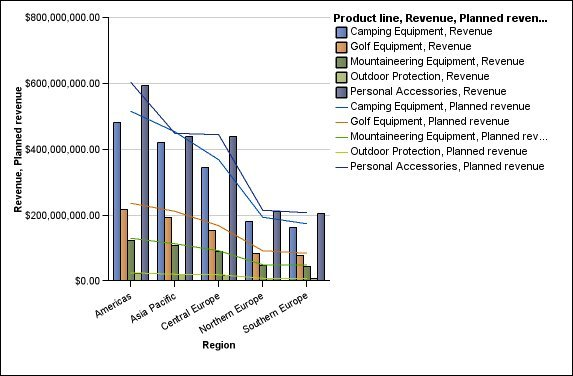 Product line, Revenue, Planned reven...
Camping Equipment, Revenue
Golf Equipment, Revenue
Mountaineering Equipment, Revenue
Outdoor Protection, Revenue
Personal Accessories, Revenue
Camping Equipment, Planned revenue
Golf Equipment, Planned revenue
Mountaineering Equipment, Planned rev...
Outdoor Protection, Planned revenue
Personal Accessories, Planned revenue
Revenue, Planned revenue
$800,000,000.00
$600,000,000.00
$400,000,000.00
$200,000,000.00
$0.00
Americas
Asia Pacific
Central Europe
Northern Europe
Southern Europe
Region